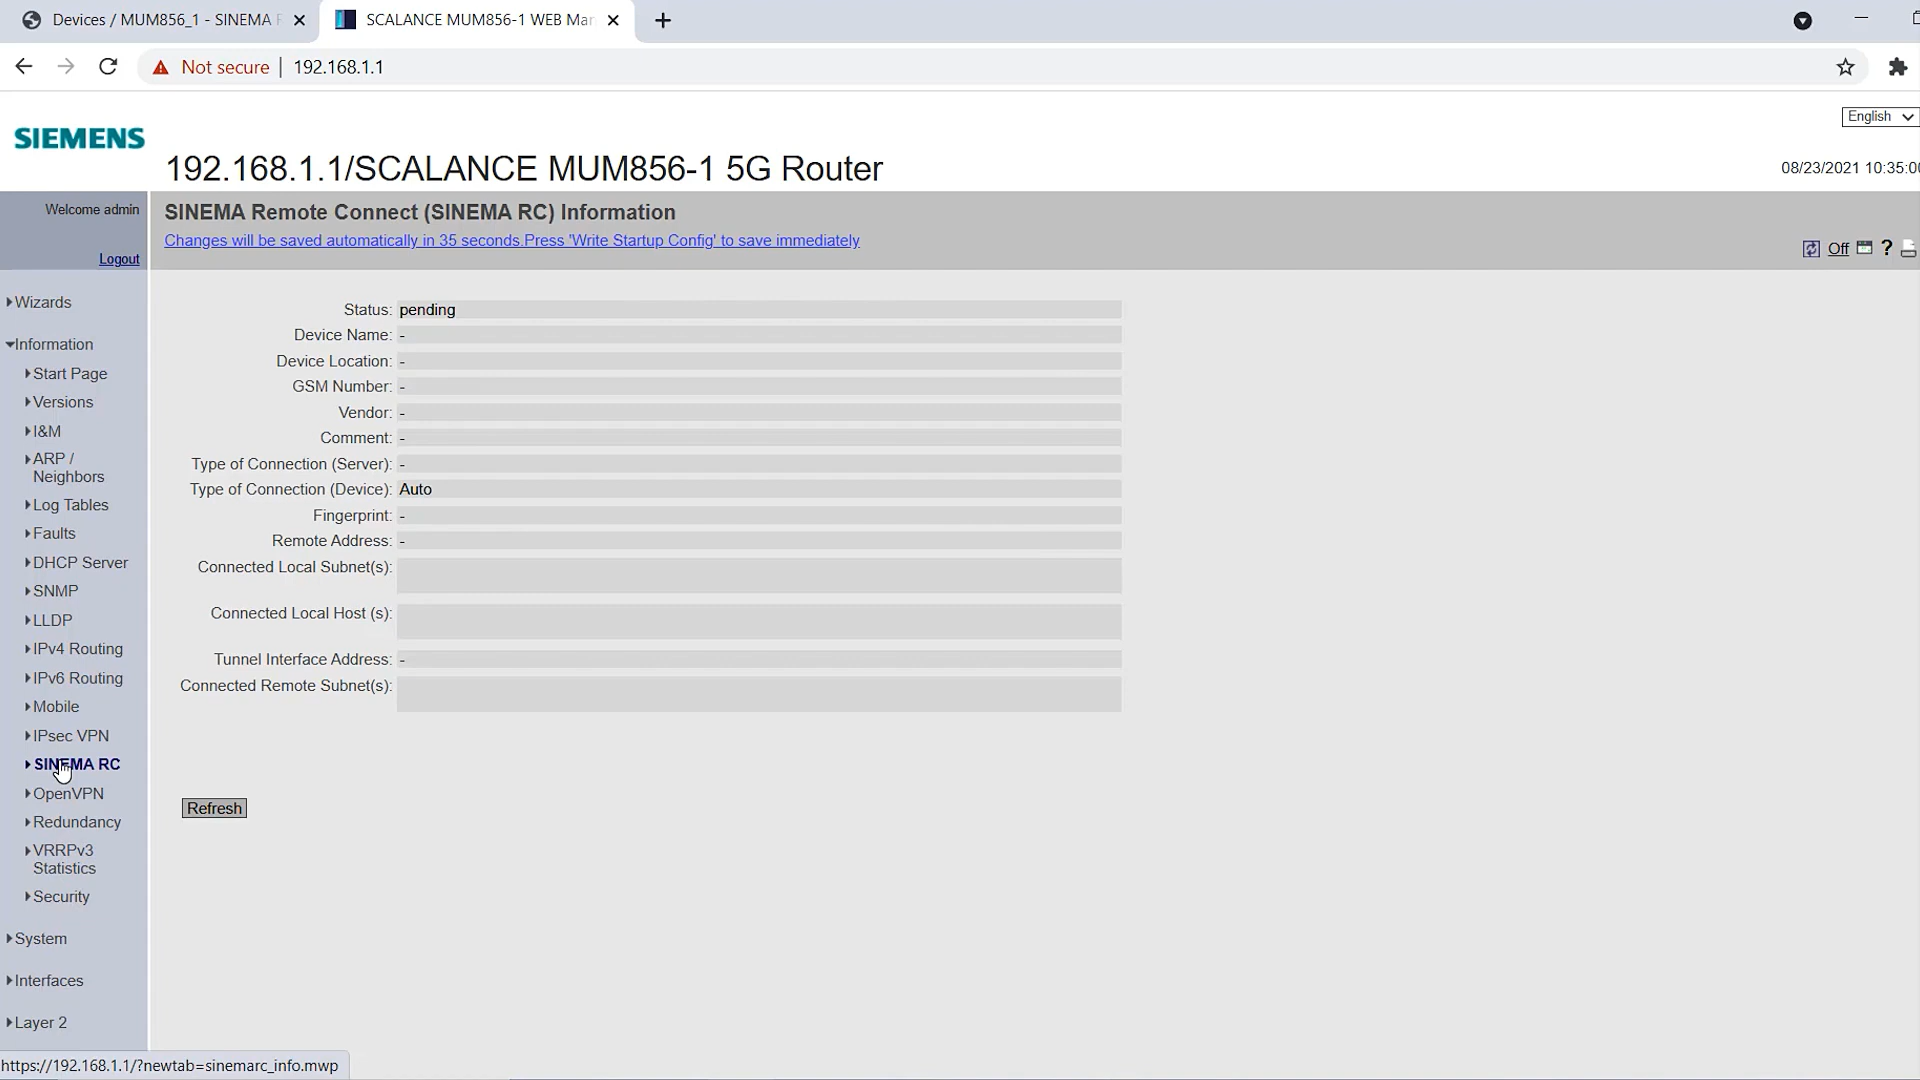 Devices / MUM856_1 - SINEMA
SCALANCE MUM856-1 WEB Mar
Not secure
192.168.1.1
English
SIEMENS
192.168.1.1/SCALANCE MUM856-1 5G Router
08/23/2021 10:35:00
Welcome admin
Logout
SINEMA Remote Connect (SINEMA RC) Information
Changes will be saved automatically in 35 seconds.Press 'Write Startup Config' to save immediately
Off
?
Wizards
Information
Start Page
Versions
I&M
ARP /
Neighbors
Log Tables
Faults
DHCP Server
SNMP
LLDP
IPv4 Routing
IPv6 Routing
Mobile
IPsec VPN
SINEMA RC
OpenVPN
Redundancy
VRRPv3
Statistics
Security
System
Interfaces
Layer 2
Status: pending
Device Name: -
Device Location: -
GSM Number: -
Vendor: -
Comment: -
Type of Connection (Server): -
Type of Connection (Device): Auto
Fingerprint: -
Remote Address: -
Connected Local Subnet(s):
Connected Local Host (s):
Tunnel Interface Address: -
Connected Remote Subnet(s):
Refresh
https://192.168.1.1/?newtab=sinemarc_info.mwp